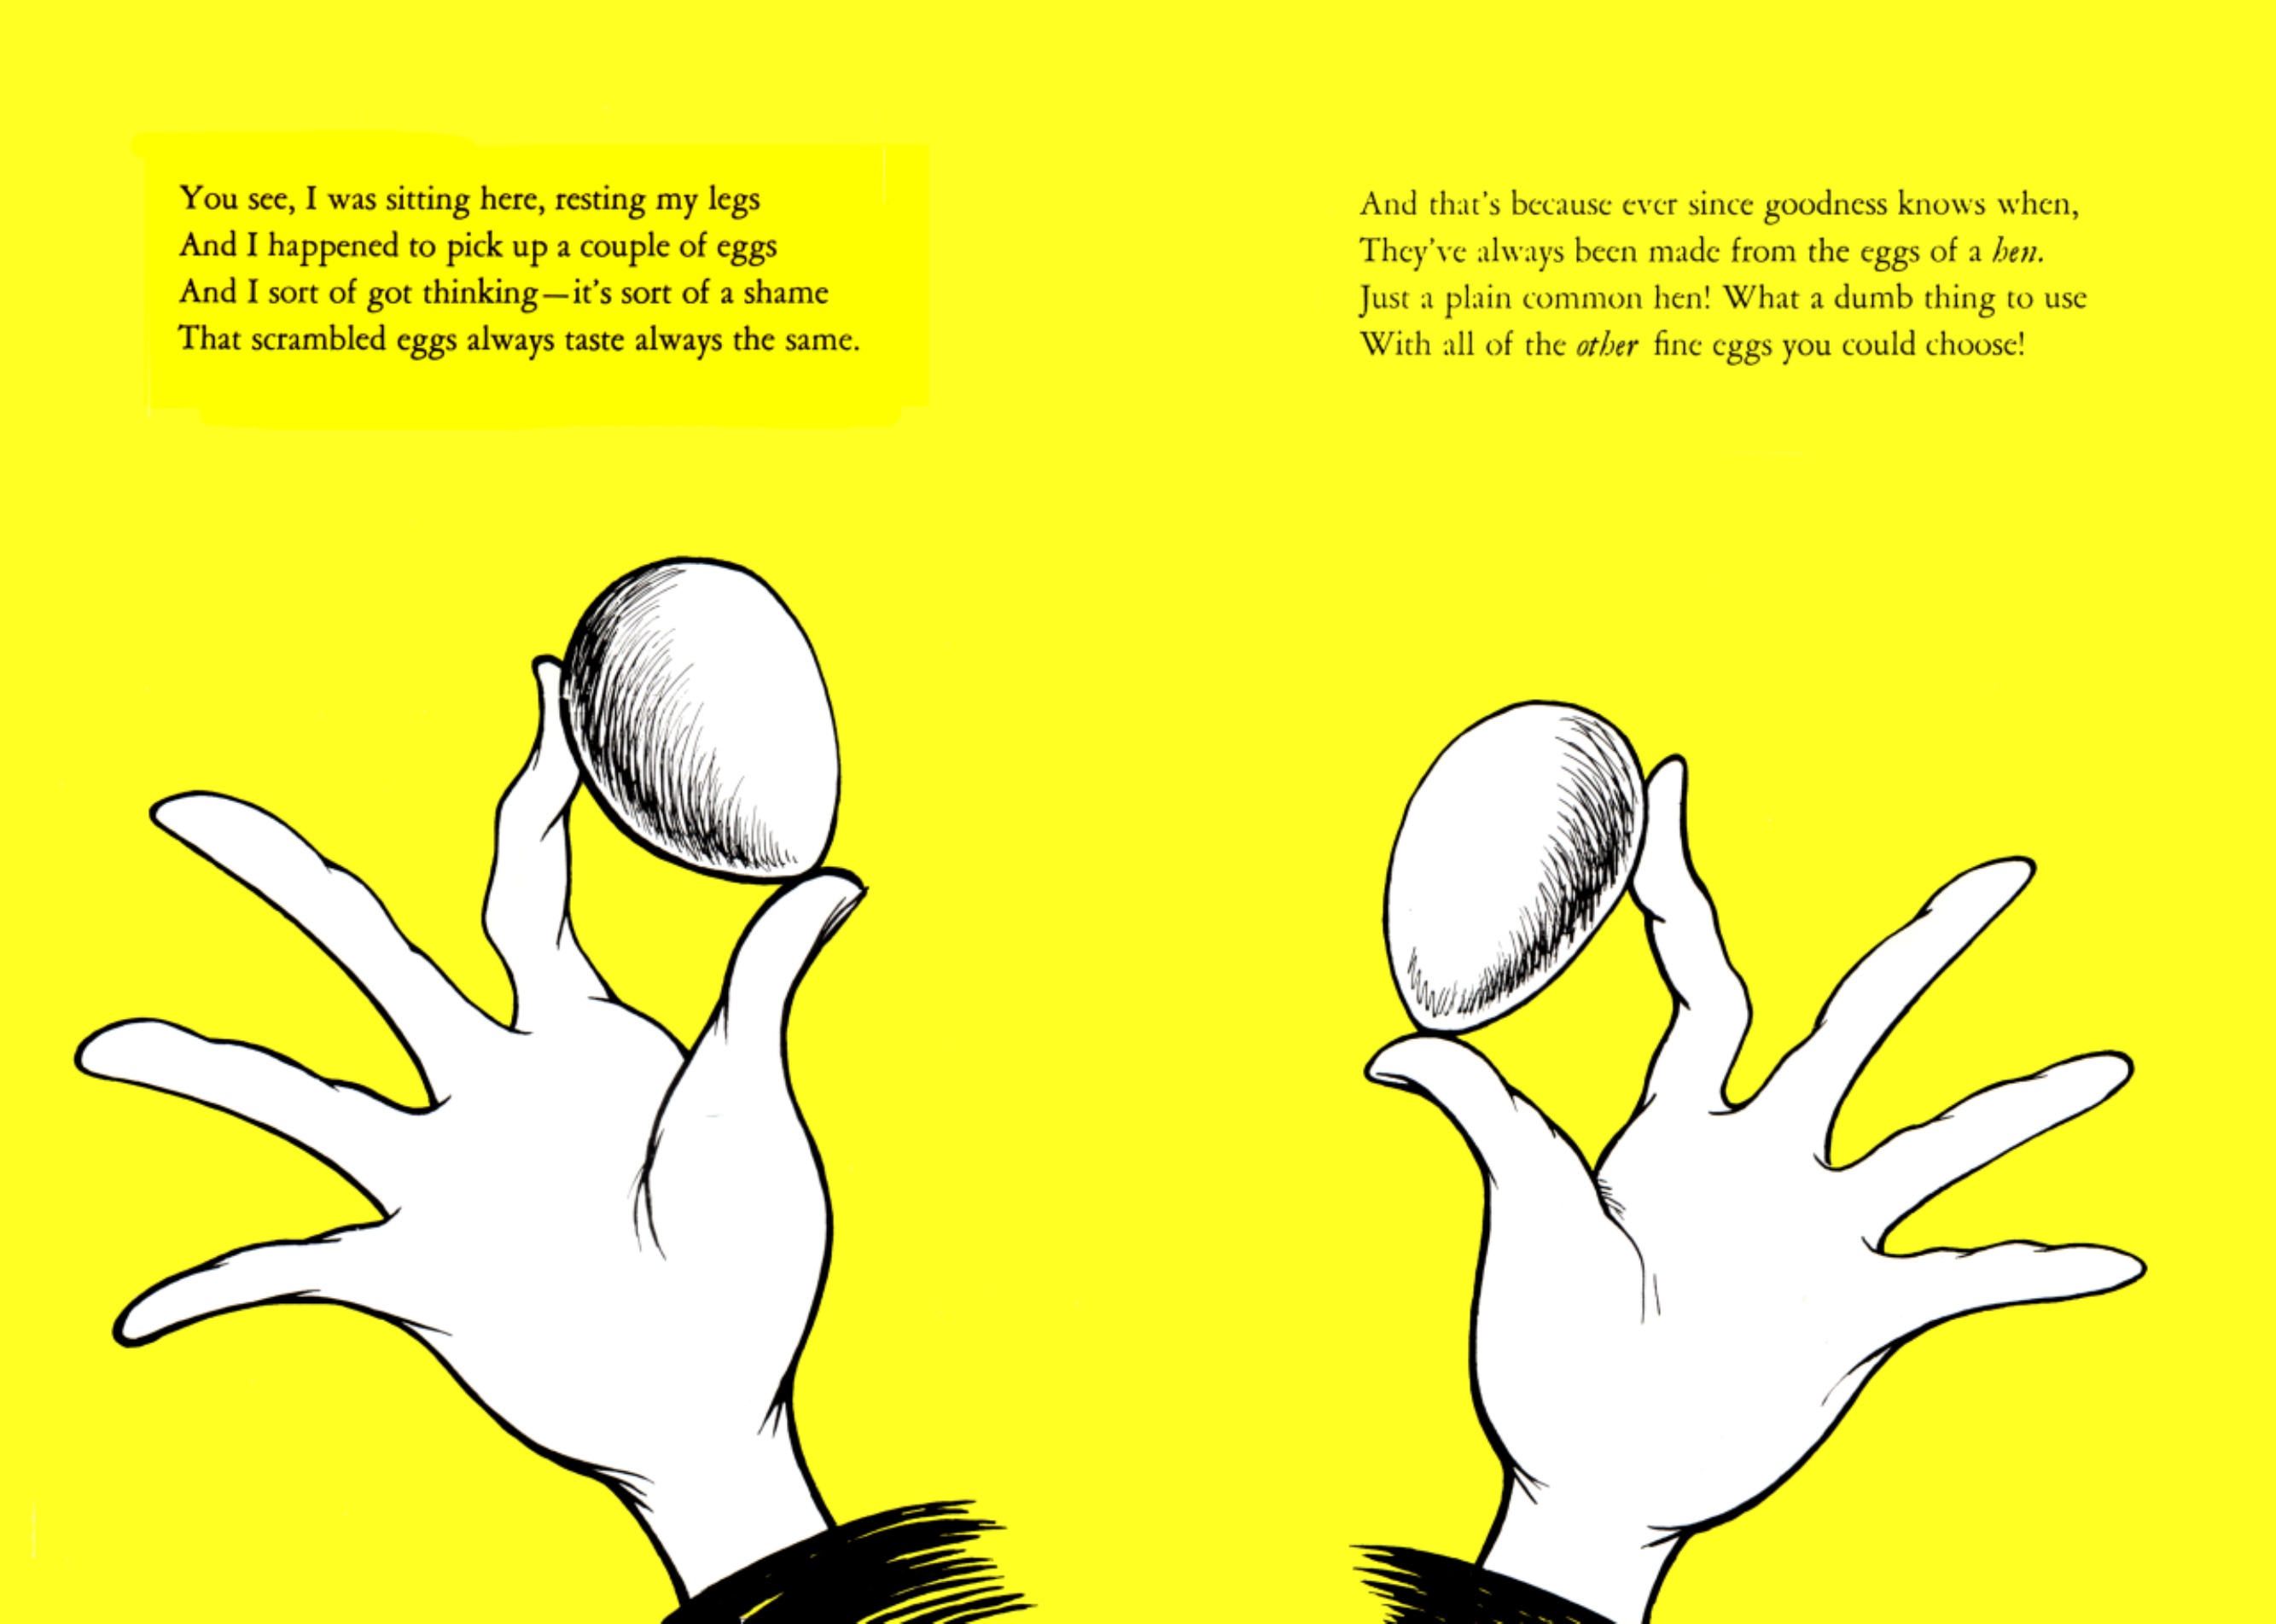 You see, I was sitting here, resting my legs
And I happened to pick up a couple of eggs
And I sort of got thinking—it's sort of a shame
That scrambled eggs always taste always the same.
And that's because ever since goodness knows when,
They've always been made from the eggs of a hen.
Just a plain common hen! What a dumb thing to use
With all of the other fine eggs you could choose!